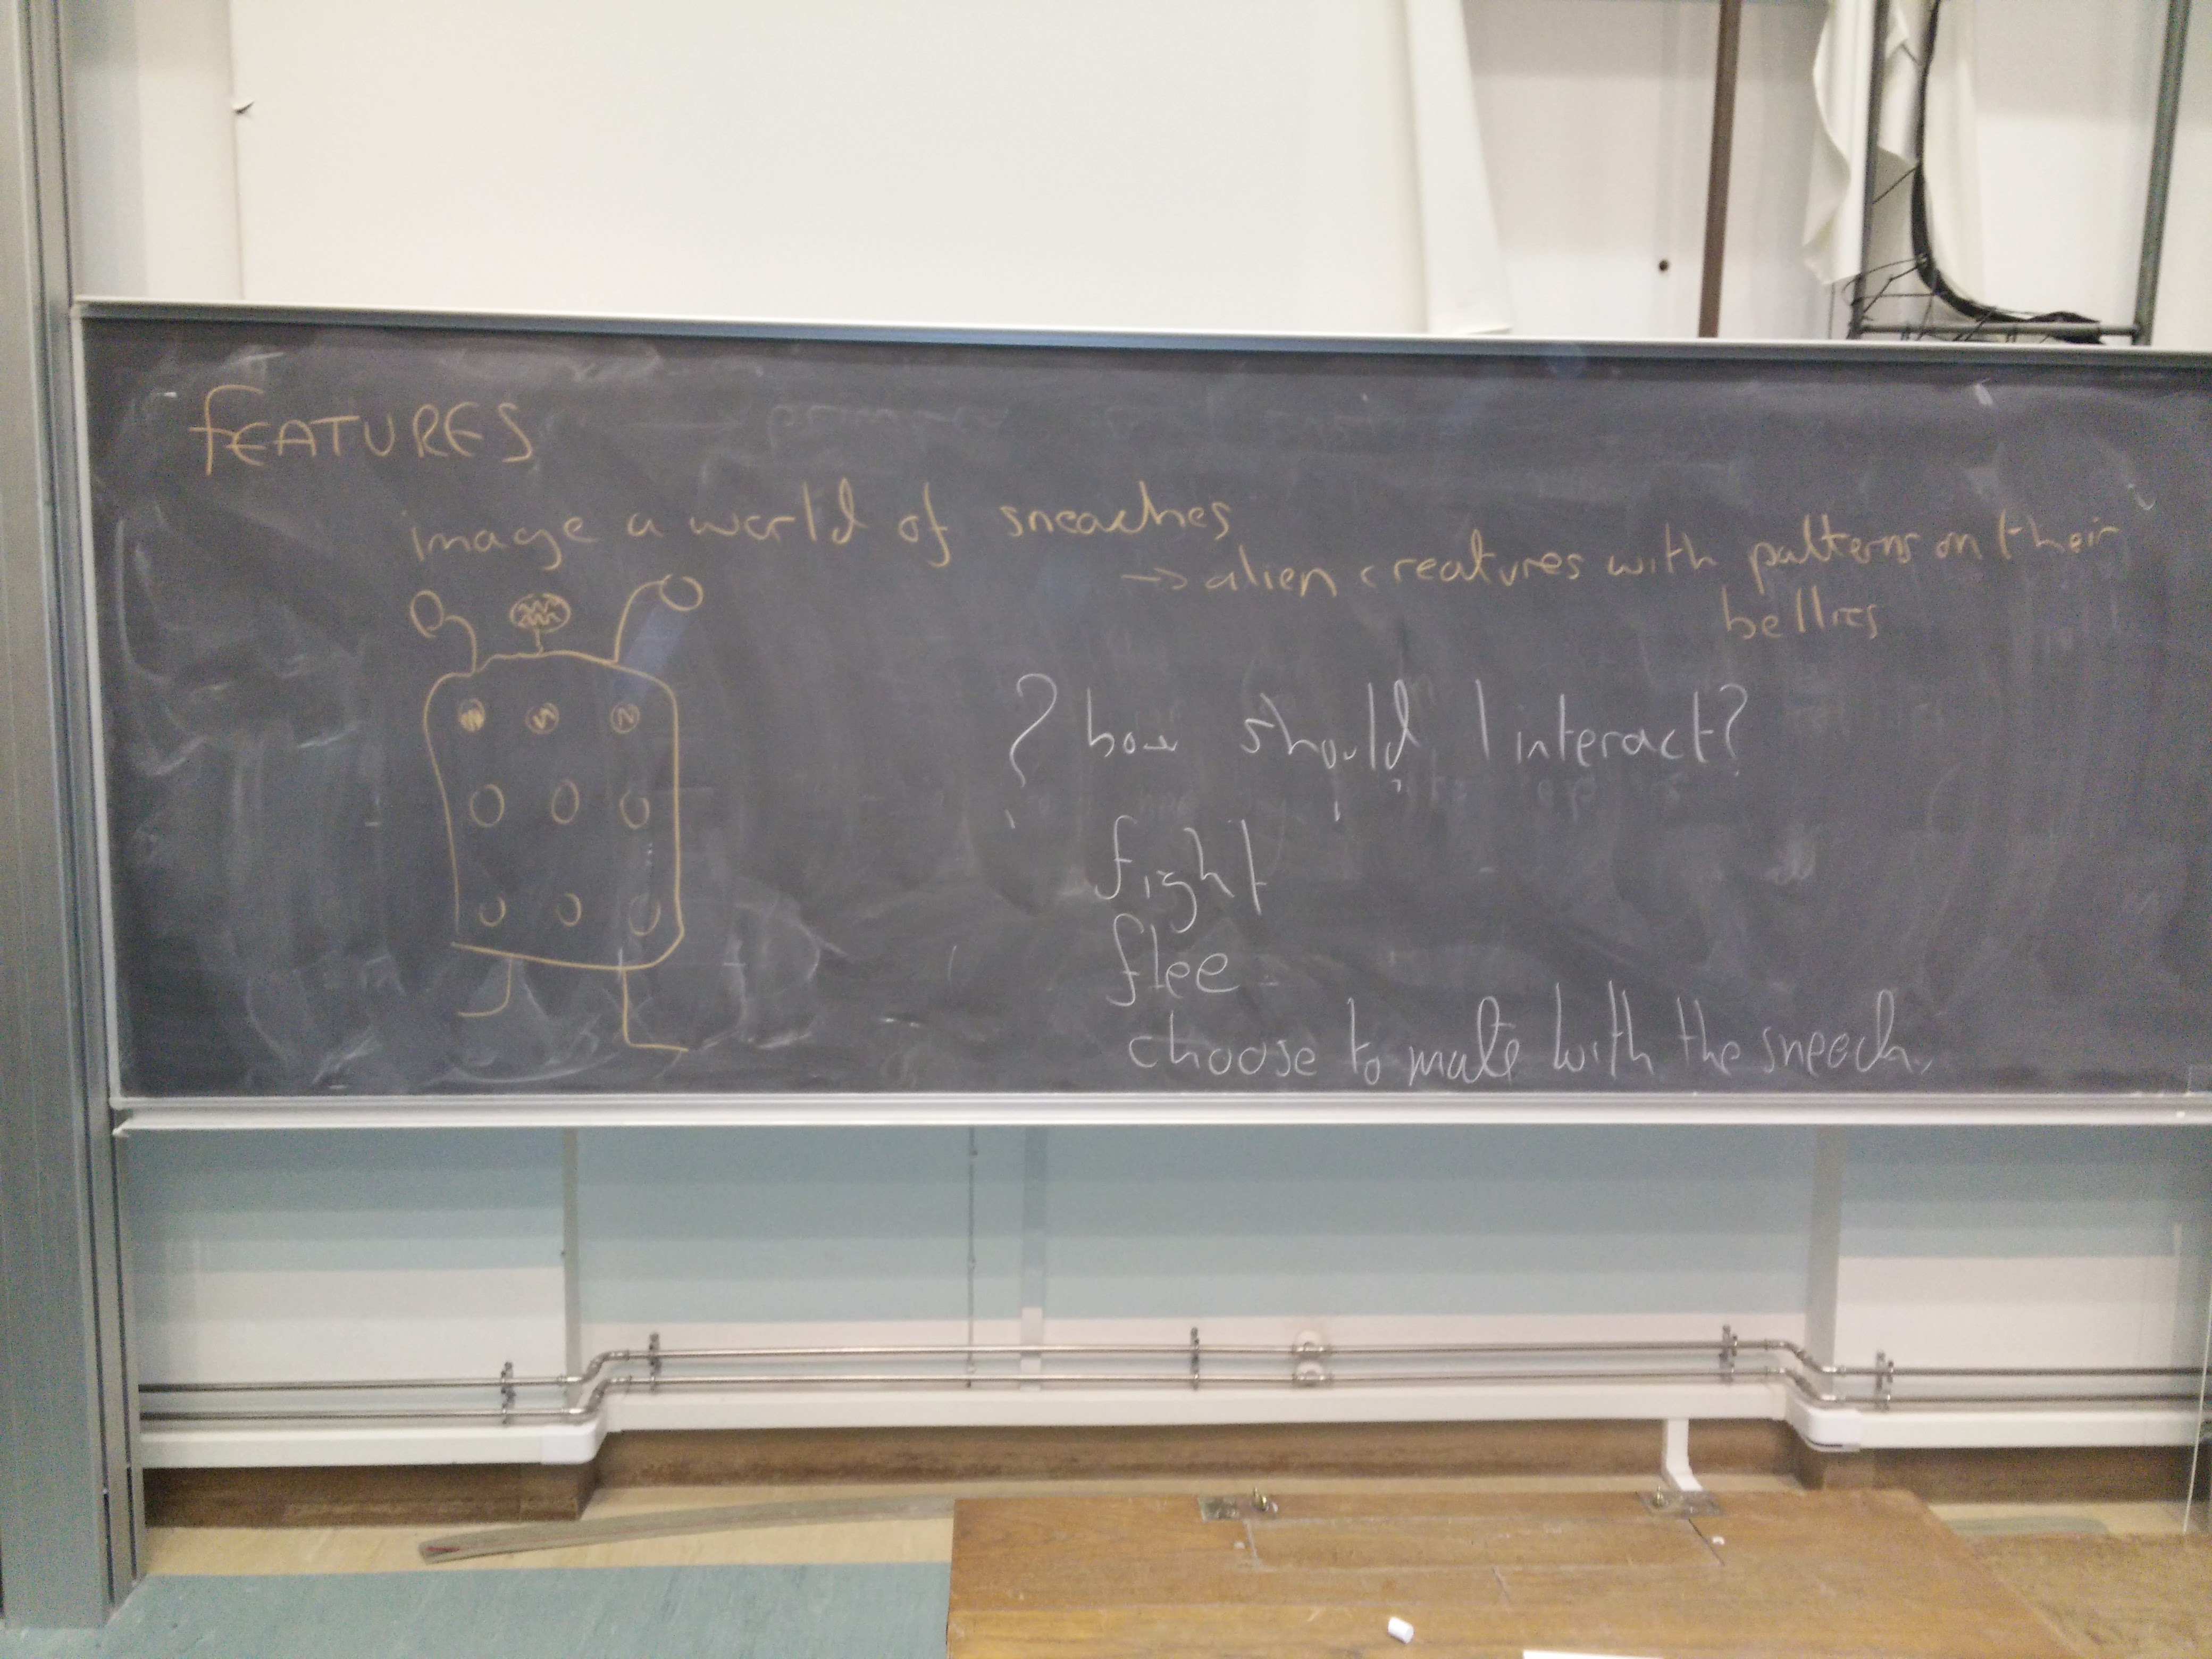 FEATURES
image a world of sneaches
→ alien creatures with patterns on their
bellies
? how should I interact?
fight
flee
choose to mate with the sneech.